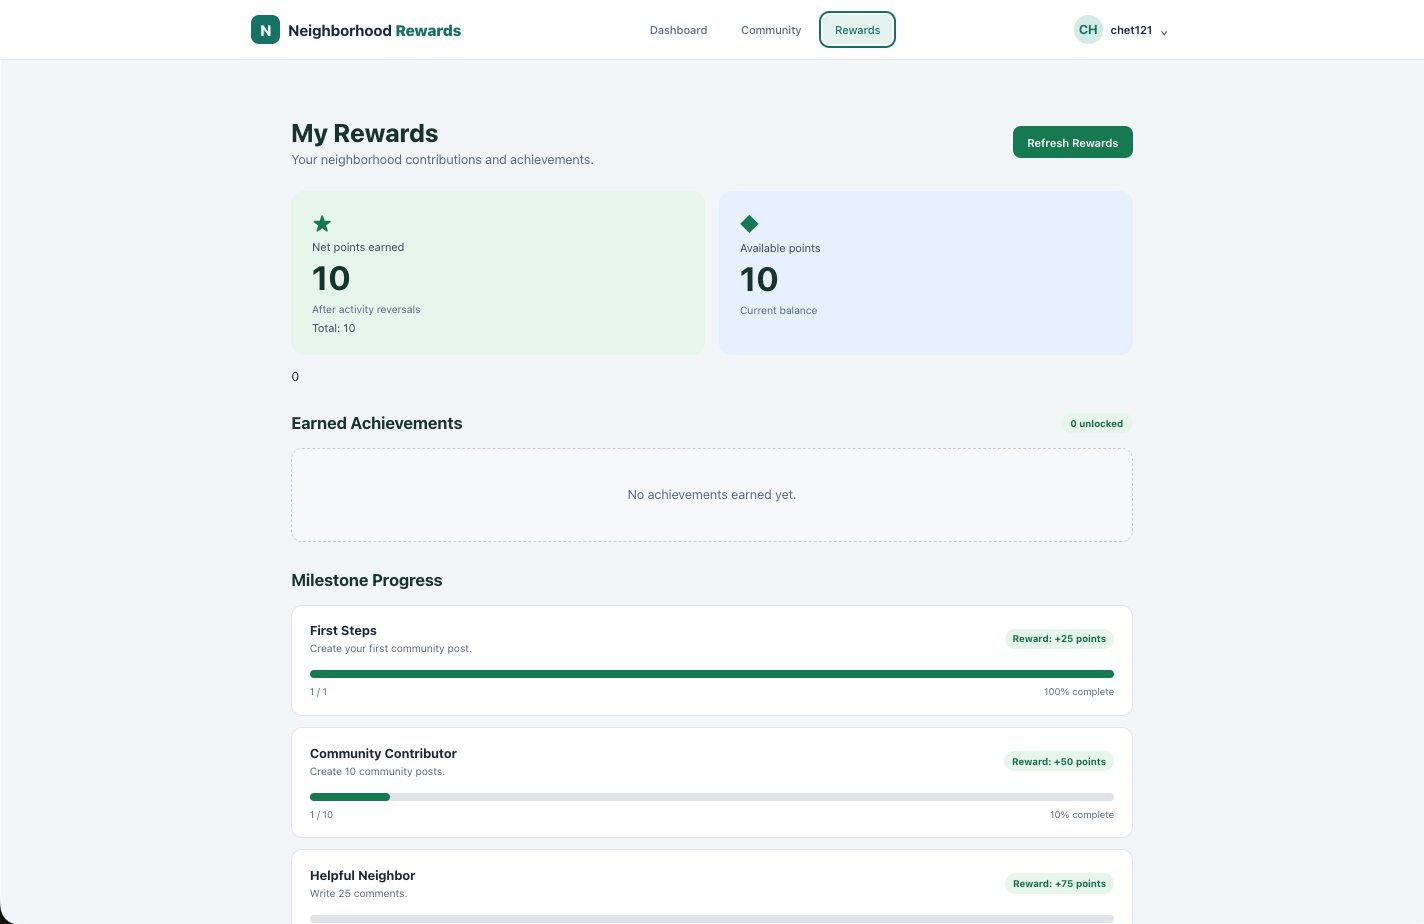 N Neighborhood Rewards Dashboard Community Rewards CH chet121
My Rewards
Your neighborhood contributions and achievements.
Refresh Rewards
Net points earned
10
After activity reversals
Total: 10
Available points
10
Current balance
0
Earned Achievements
0 unlocked
No achievements earned yet.
Milestone Progress
First Steps
Create your first community post.
Reward: +25 points
1 / 1
100% complete
Community Contributor
Create 10 community posts.
Reward: +50 points
1 / 10
10% complete
Helpful Neighbor
Write 25 comments.
Reward: +75 points